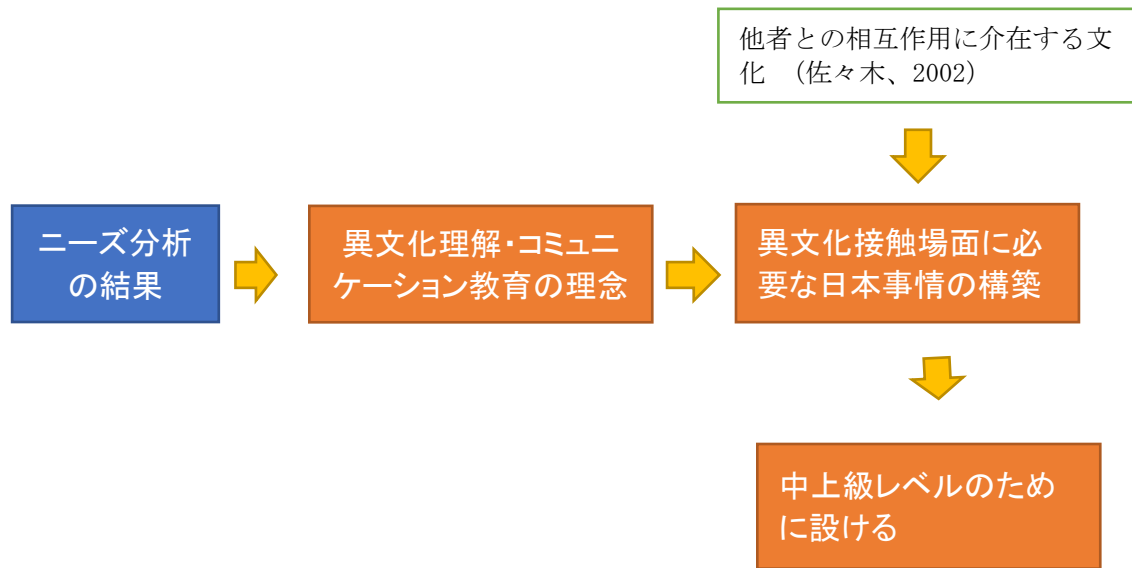 他者との相互作用に介在する文
化　(佐々木、2002)
ニーズ分析
の結果
異文化理解・コミュニ
ケーション教育の理念
異文化接触場面に必
要な日本事情の構築
中上級レベルのため
に設ける